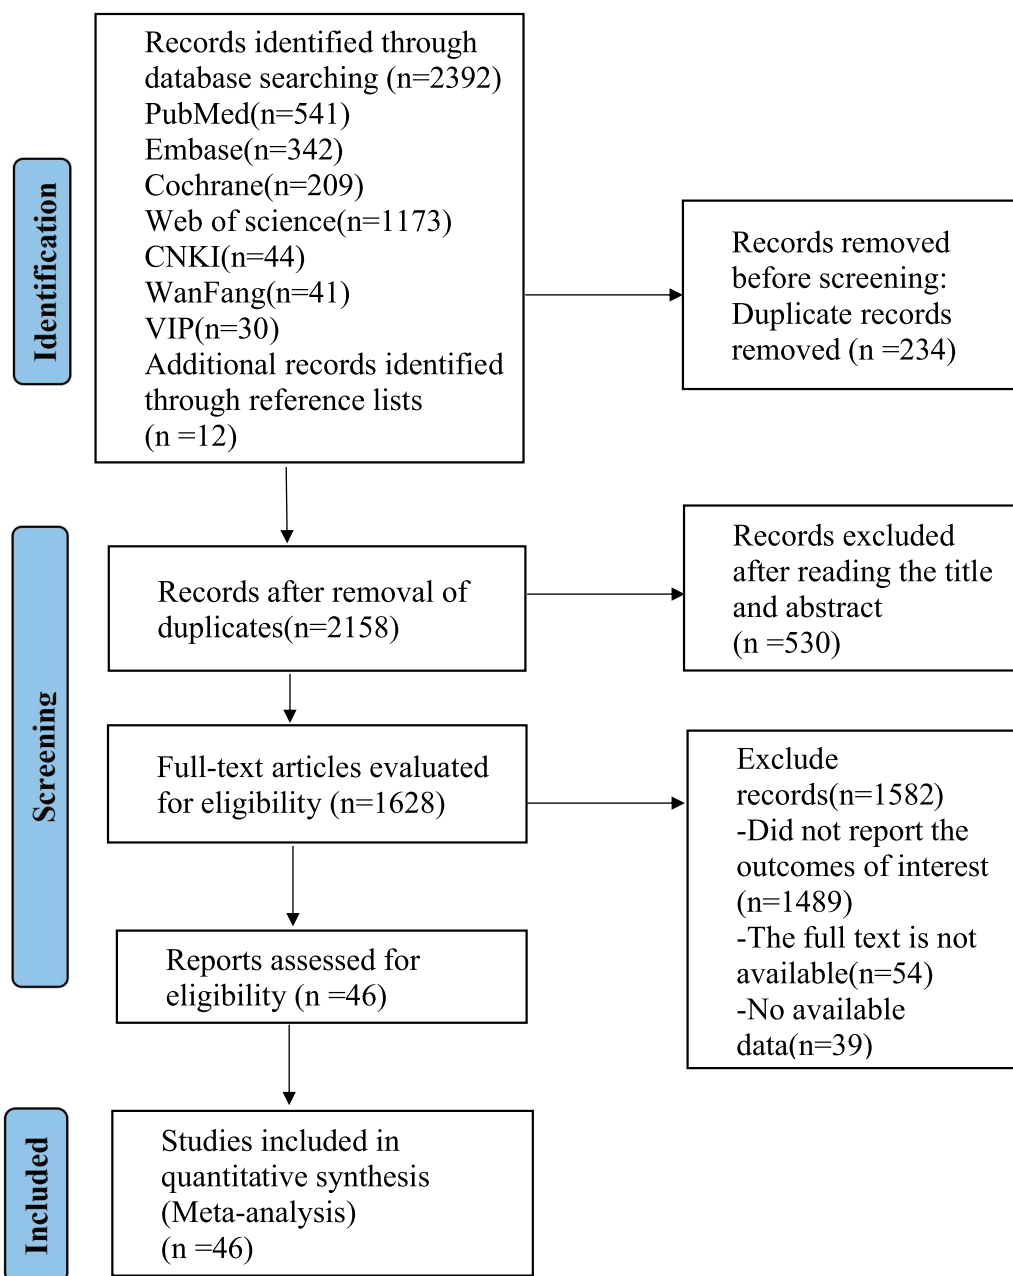 Identification
Records identified through
database searching (n=2392)
PubMed(n=541)
Embase(n=342)
Cochrane(n=209)
Web of science(n=1173)
CNKI(n=44)
WanFang(n=41)
VIP(n=30)
Additional records identified
through reference lists
(n =12)
Records removed
before screening:
Duplicate records
removed (n =234)
Screening
Records after removal of
duplicates(n=2158)
Records excluded
after reading the title
and abstract
(n =530)
Full-text articles evaluated
for eligibility (n=1628)
Exclude
records(n=1582)
-Did not report the
outcomes of interest
(n=1489)
-The full text is not
available(n=54)
-No available
data(n=39)
Reports assessed for
eligibility (n =46)
Included
Studies included in
quantitative synthesis
(Meta-analysis)
(n =46)